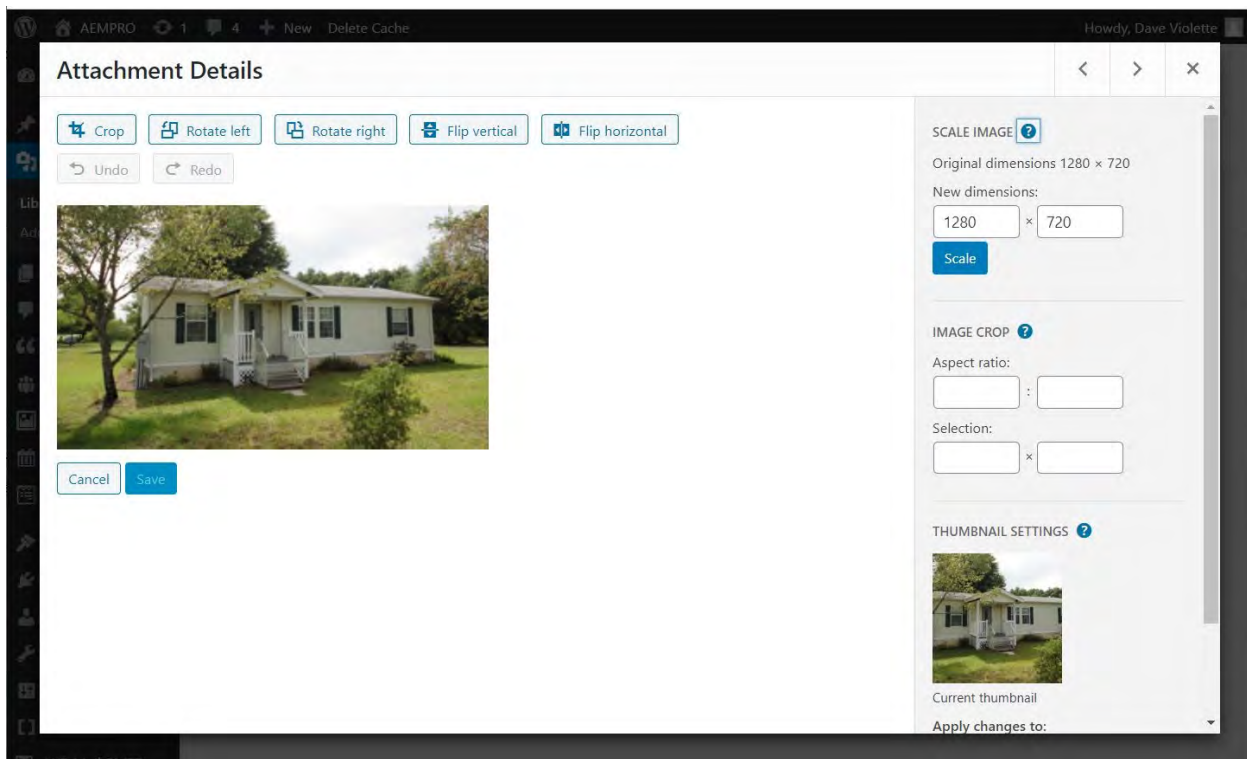 AEMPRO 1 4 New Delete Cache Howdy, Dave Violette
Attachment Details
Crop Rotate left Rotate right Flip vertical Flip horizontal
Undo Redo
Cancel Save
SCALE IMAGE ?
Original dimensions 1280 × 720
New dimensions:
1280 × 720
Scale
IMAGE CROP ?
Aspect ratio:
:
Selection:
×
THUMBNAIL SETTINGS ?
Current thumbnail
Apply changes to:
Lib
Ad